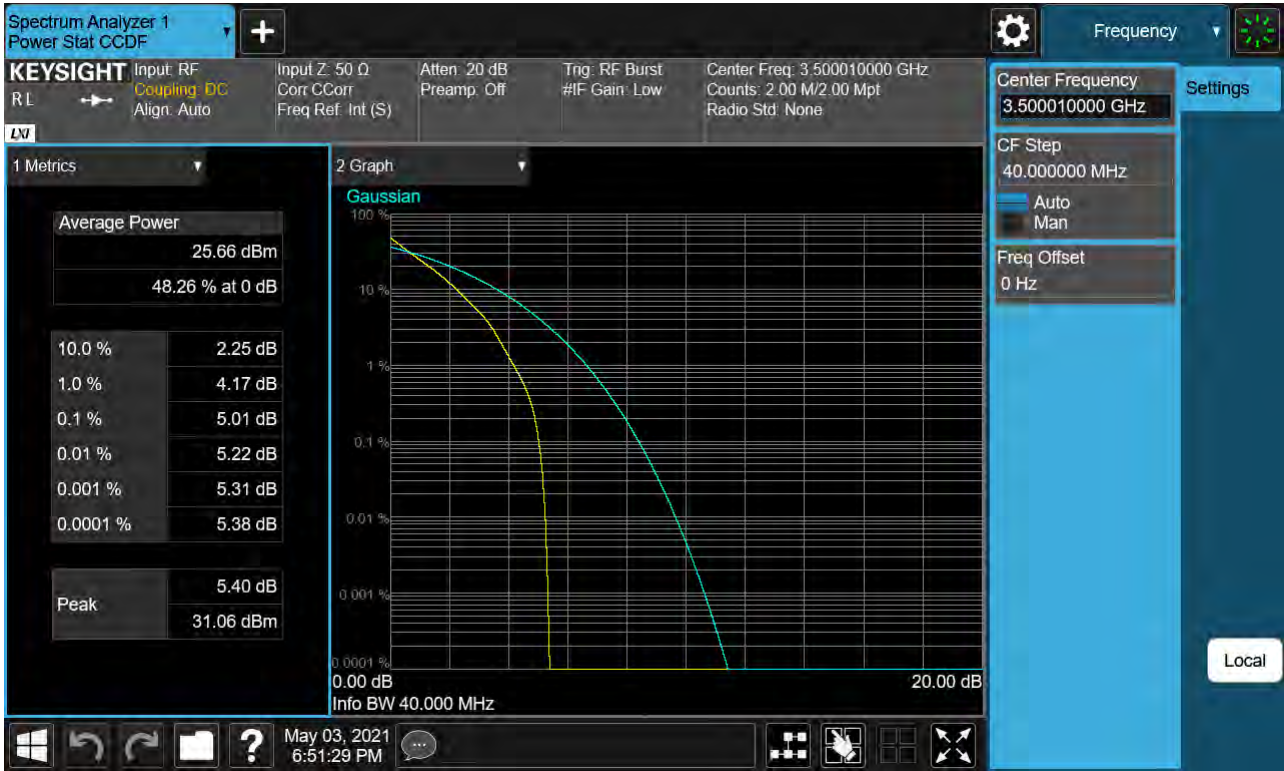 Spectrum Analyzer 1
Power Stat CCDF
+
Frequency
KEYSIGHT
R L
LXI
Input: RF
Coupling: DC
Align: Auto
Input Z: 50 Ω
Corr CCorr
Freq Ref: Int (S)
Atten: 20 dB
Preamp: Off
Trig: RF Burst
#IF Gain: Low
Center Freq: 3.500010000 GHz
Counts: 2.00 M/2.00 Mpt
Radio Std: None
Center Frequency
3.500010000 GHz
Settings
CF Step
40.000000 MHz
Auto
Man
Freq Offset
0 Hz
1 Metrics
Average Power
25.66 dBm
48.26 % at 0 dB
10.0 % 2.25 dB
1.0 % 4.17 dB
0.1 % 5.01 dB
0.01 % 5.22 dB
0.001 % 5.31 dB
0.0001 % 5.38 dB
Peak
5.40 dB
31.06 dBm
2 Graph
Gaussian
100 %
10 %
1 %
0.1 %
0.01 %
0.001 %
0.0001 %
0.00 dB 20.00 dB
Info BW 40.000 MHz
Local
?
May 03, 2021
6:51:29 PM